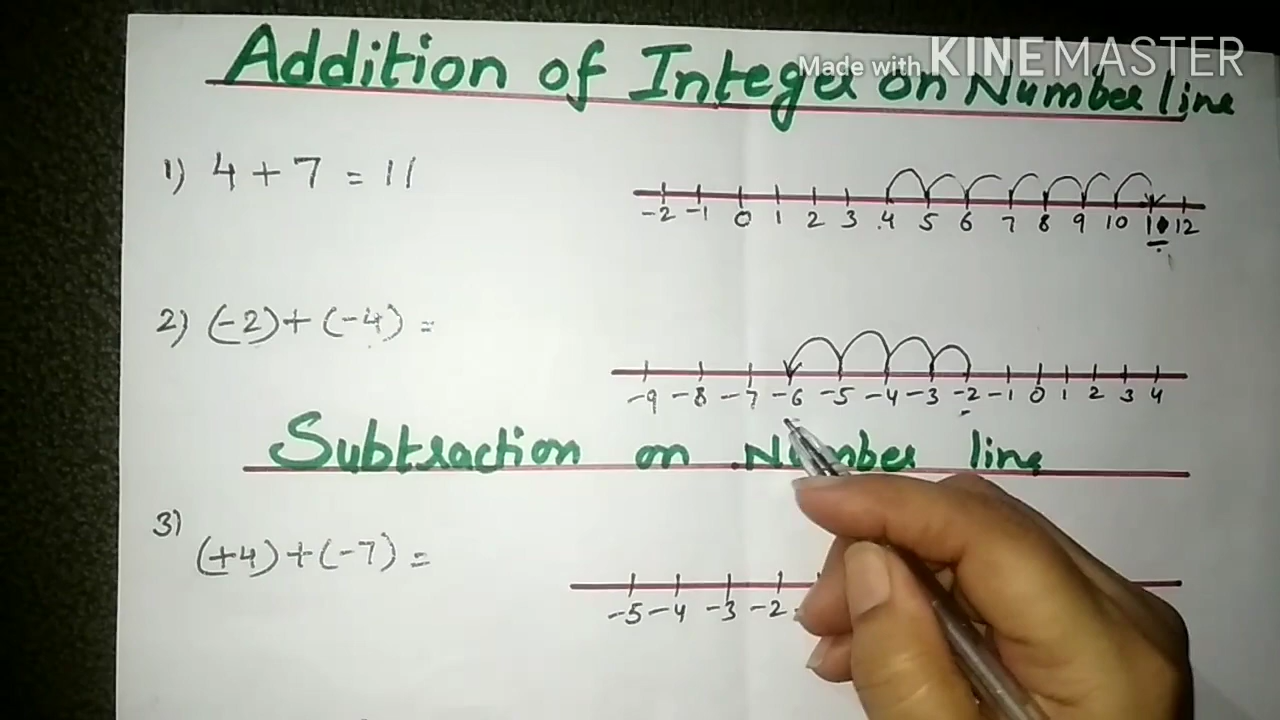 Made with KINEMASTER
Addition of Integer on Number line
1) 4 + 7 = 11
-2 -1 0 1 2 3 4 5 6 7 8 9 10 11 12
2) (-2) + (-4) =
-9 -8 -7 -6 -5 -4 -3 -2 -1 0 1 2 3 4
Subtraction on Number line
3) (+4) + (-7) =
-5 -4 -3 -2